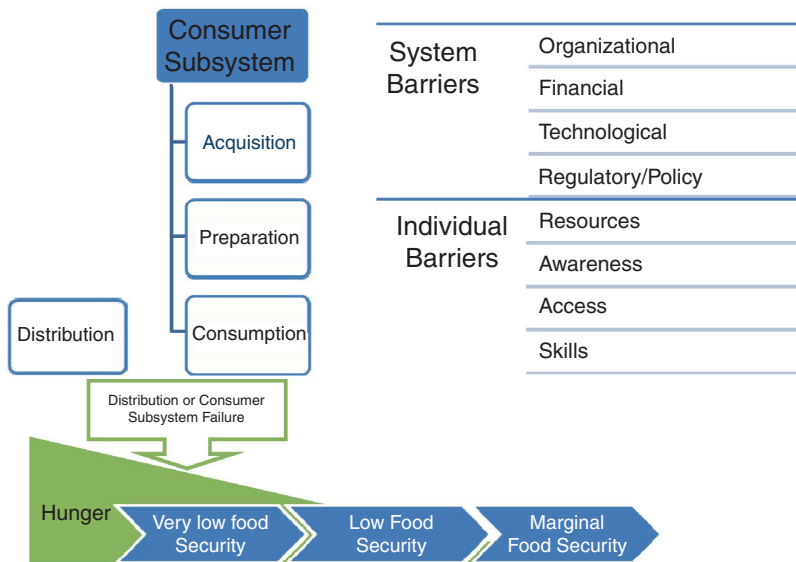 Consumer
Subsystem
Acquisition
Preparation
Consumption
Distribution
System
Barriers
Organizational
Financial
Technological
Regulatory/Policy
Individual
Barriers
Resources
Awareness
Access
Skills
Distribution or Consumer
Subsystem Failure
Hunger
Very low food
Security
Low Food
Security
Marginal
Food Security